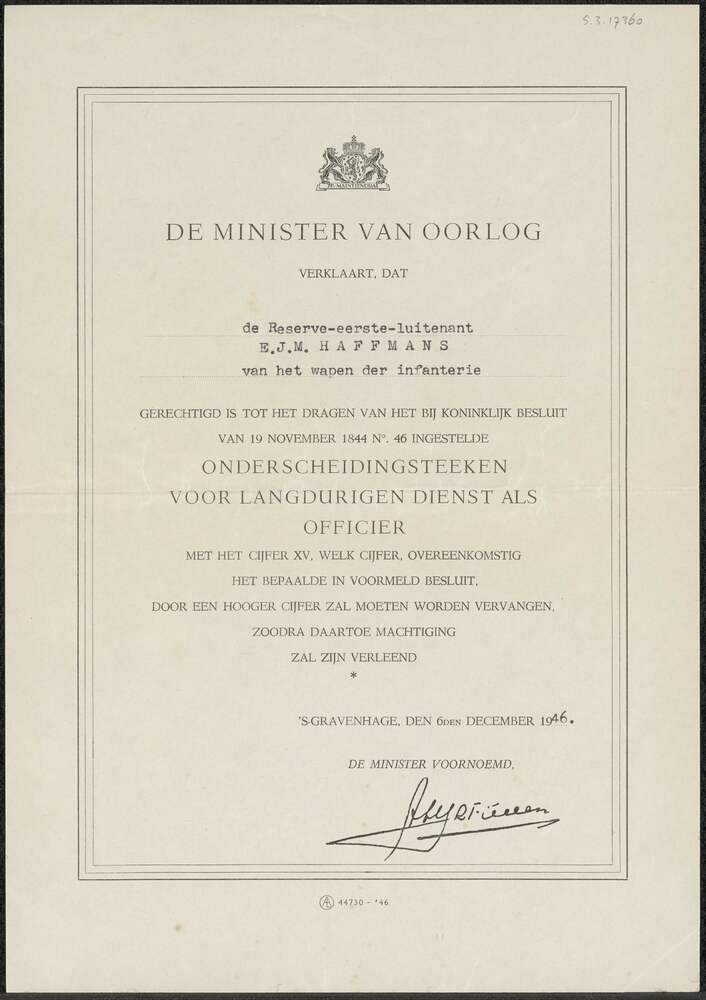 S.3.17360
JE MAINTIENDRAI
DE MINISTER VAN OORLOG
VERKLAART, DAT
de Reserve-eerste-luitenant
E.J.M. HAFFMANS
van het wapen der infanterie
GERECHTIGD IS TOT HET DRAGEN VAN HET BIJ KONINKLIJK BESLUIT
VAN 19 NOVEMBER 1844 Nº. 46 INGESTELDE
ONDERSCHEIDINGSTEEKEN
VOOR LANGDURIGEN DIENST ALS
OFFICIER
MET HET CIJFER XV, WELK CIJFER, OVEREENKOMSTIG
HET BEPAALDE IN VOORMELD BESLUIT,
DOOR EEN HOOGER CIJFER ZAL MOETEN WORDEN VERVANGEN,
ZOODRA DAARTOE MACHTIGING
ZAL ZIJN VERLEEND
*
'S-GRAVENHAGE, DEN 6DEN DECEMBER 1946.
DE MINISTER VOORNOEMD,
44730 - '46